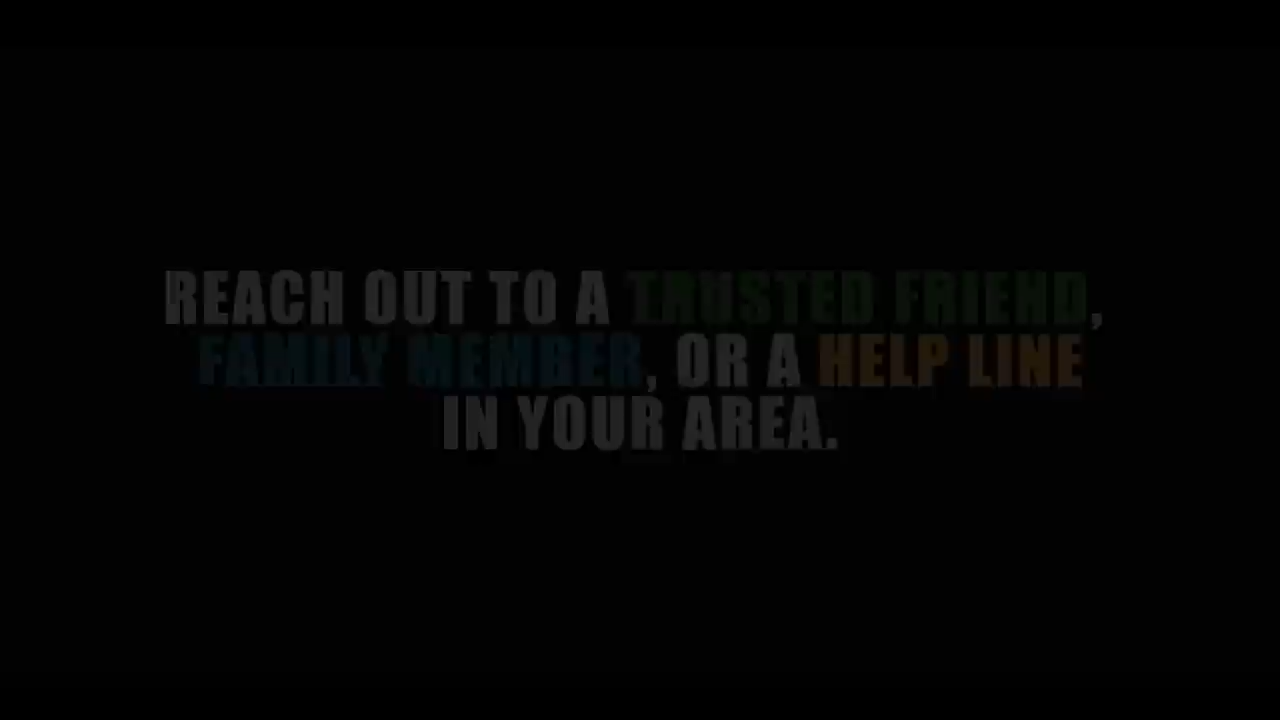 REACH OUT TO A TRUSTED FRIEND,
FAMILY MEMBER, OR A HELP LINE
IN YOUR AREA.